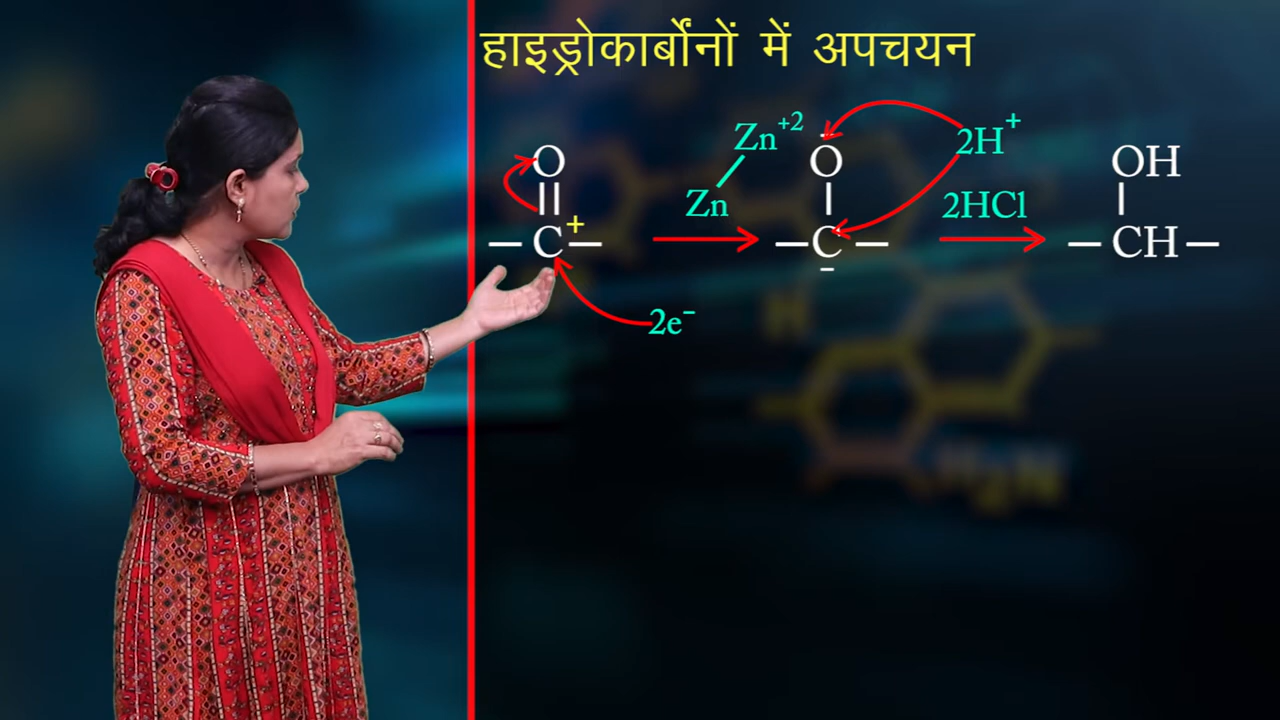 हाइड्रोकार्बोनों में अपचयन
Zn+2
2H+
O
O
OH
||
Zn
|
2HCl
|
+
— C —
— C —
— CH —
2e−